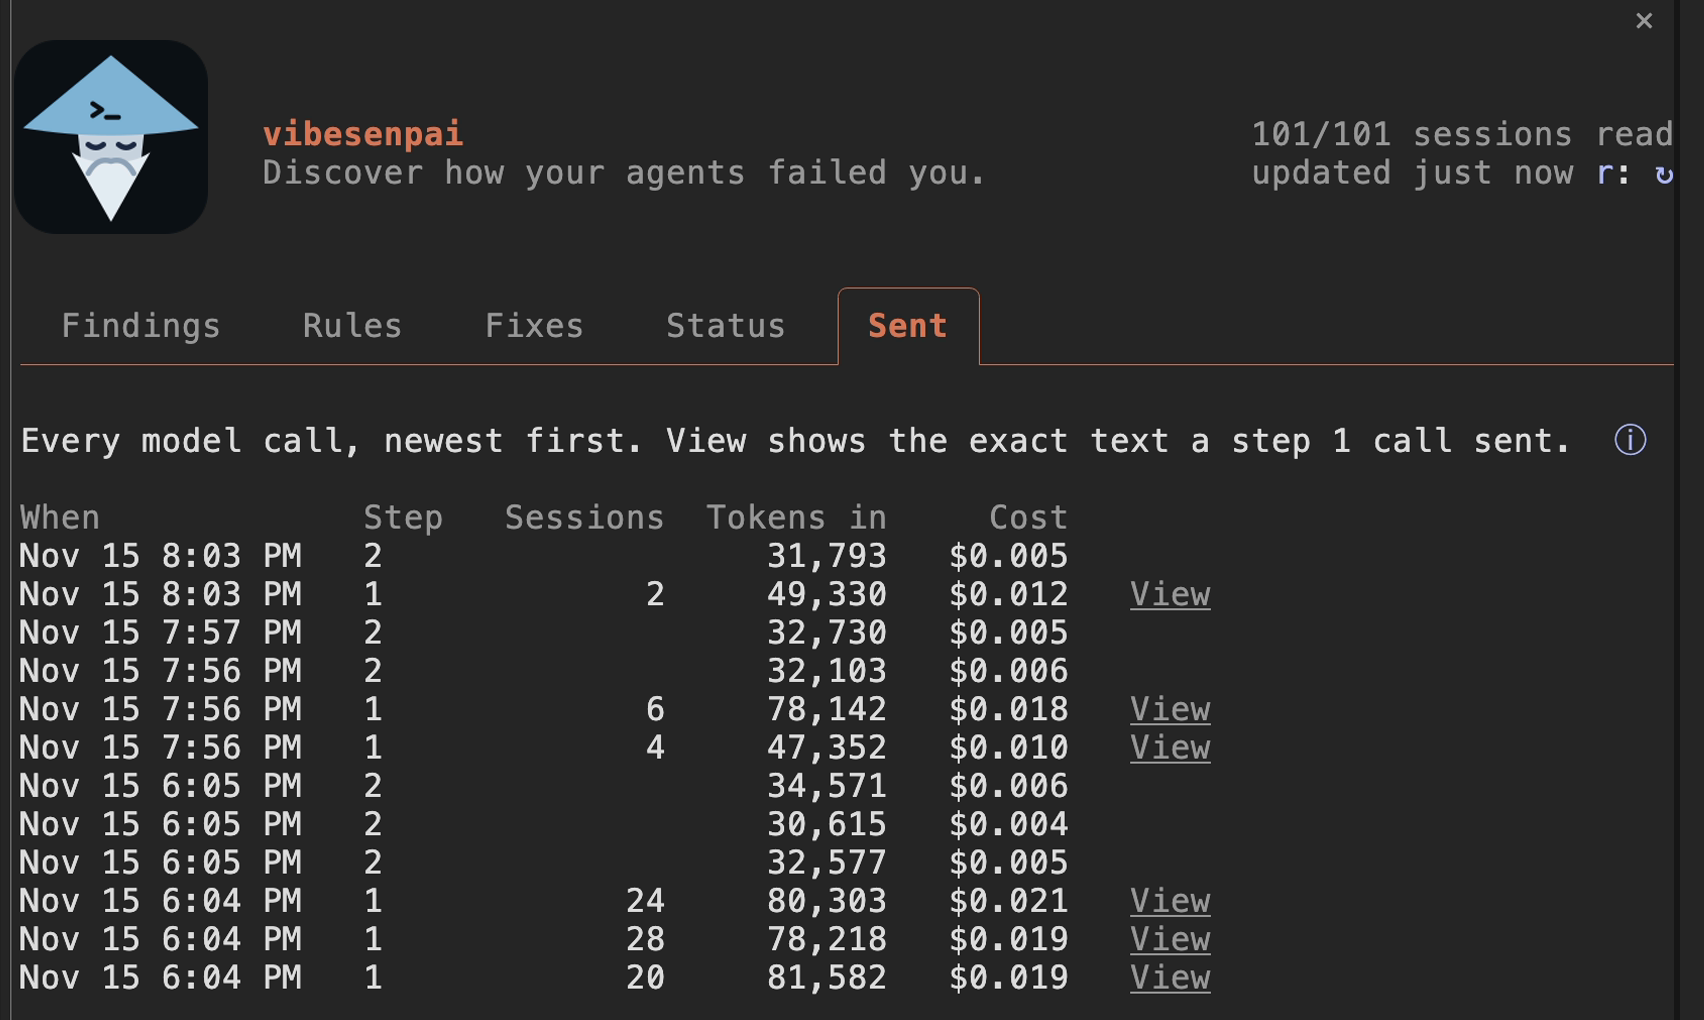 ×
>_
vibesenpai
Discover how your agents failed you.
101/101 sessions read
updated just now r: ↻
Findings Rules Fixes Status Sent
Every model call, newest first. View shows the exact text a step 1 call sent. ⓘ
When Step Sessions Tokens in Cost
Nov 15 8:03 PM 2 31,793 $0.005
Nov 15 8:03 PM 1 2 49,330 $0.012 View
Nov 15 7:57 PM 2 32,730 $0.005
Nov 15 7:56 PM 2 32,103 $0.006
Nov 15 7:56 PM 1 6 78,142 $0.018 View
Nov 15 7:56 PM 1 4 47,352 $0.010 View
Nov 15 6:05 PM 2 34,571 $0.006
Nov 15 6:05 PM 2 30,615 $0.004
Nov 15 6:05 PM 2 32,577 $0.005
Nov 15 6:04 PM 1 24 80,303 $0.021 View
Nov 15 6:04 PM 1 28 78,218 $0.019 View
Nov 15 6:04 PM 1 20 81,582 $0.019 View